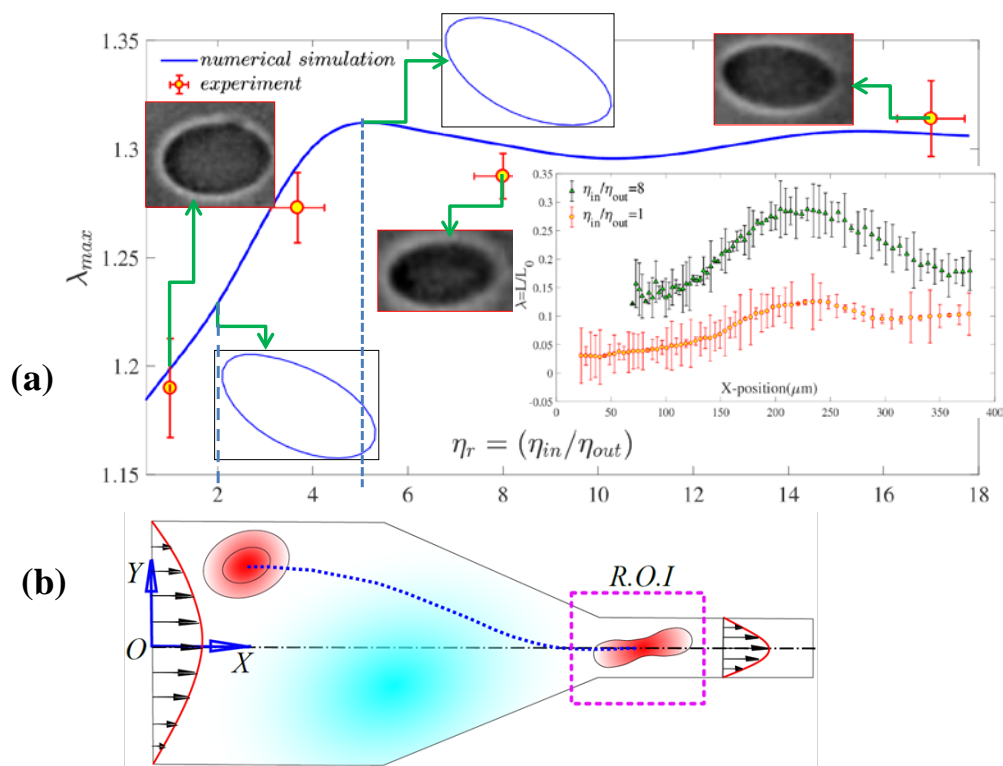 1.35
numerical simulation
experiment
1.3
1.25
1.2
1.15
λmax
2
4
6
8
10
12
14
16
18
ηr = (ηin/ηout)
0.35
0.3
0.25
0.2
0.15
0.1
0.05
0
-0.05
λ=L/L0
ηin/ηout=8
ηin/ηout=1
0
50
100
150
200
250
300
350
400
X-position(μm)
(a)
(b)
Y
O
X
R.O.I